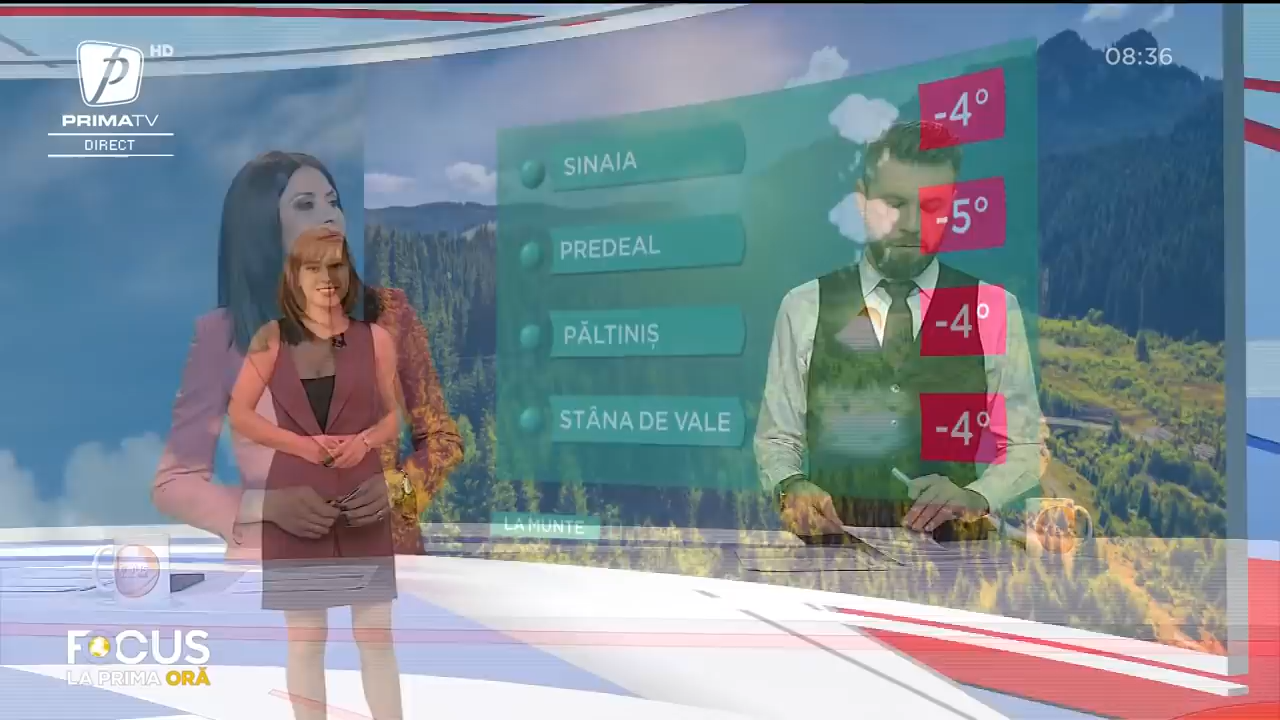 HD
PRIMATV
DIRECT
08:36
SINAIA -4°
PREDEAL -5°
PĂLTINIȘ -4°
STÂNA DE VALE -4°
LA MUNTE
FOCUS
LA PRIMA ORĂ